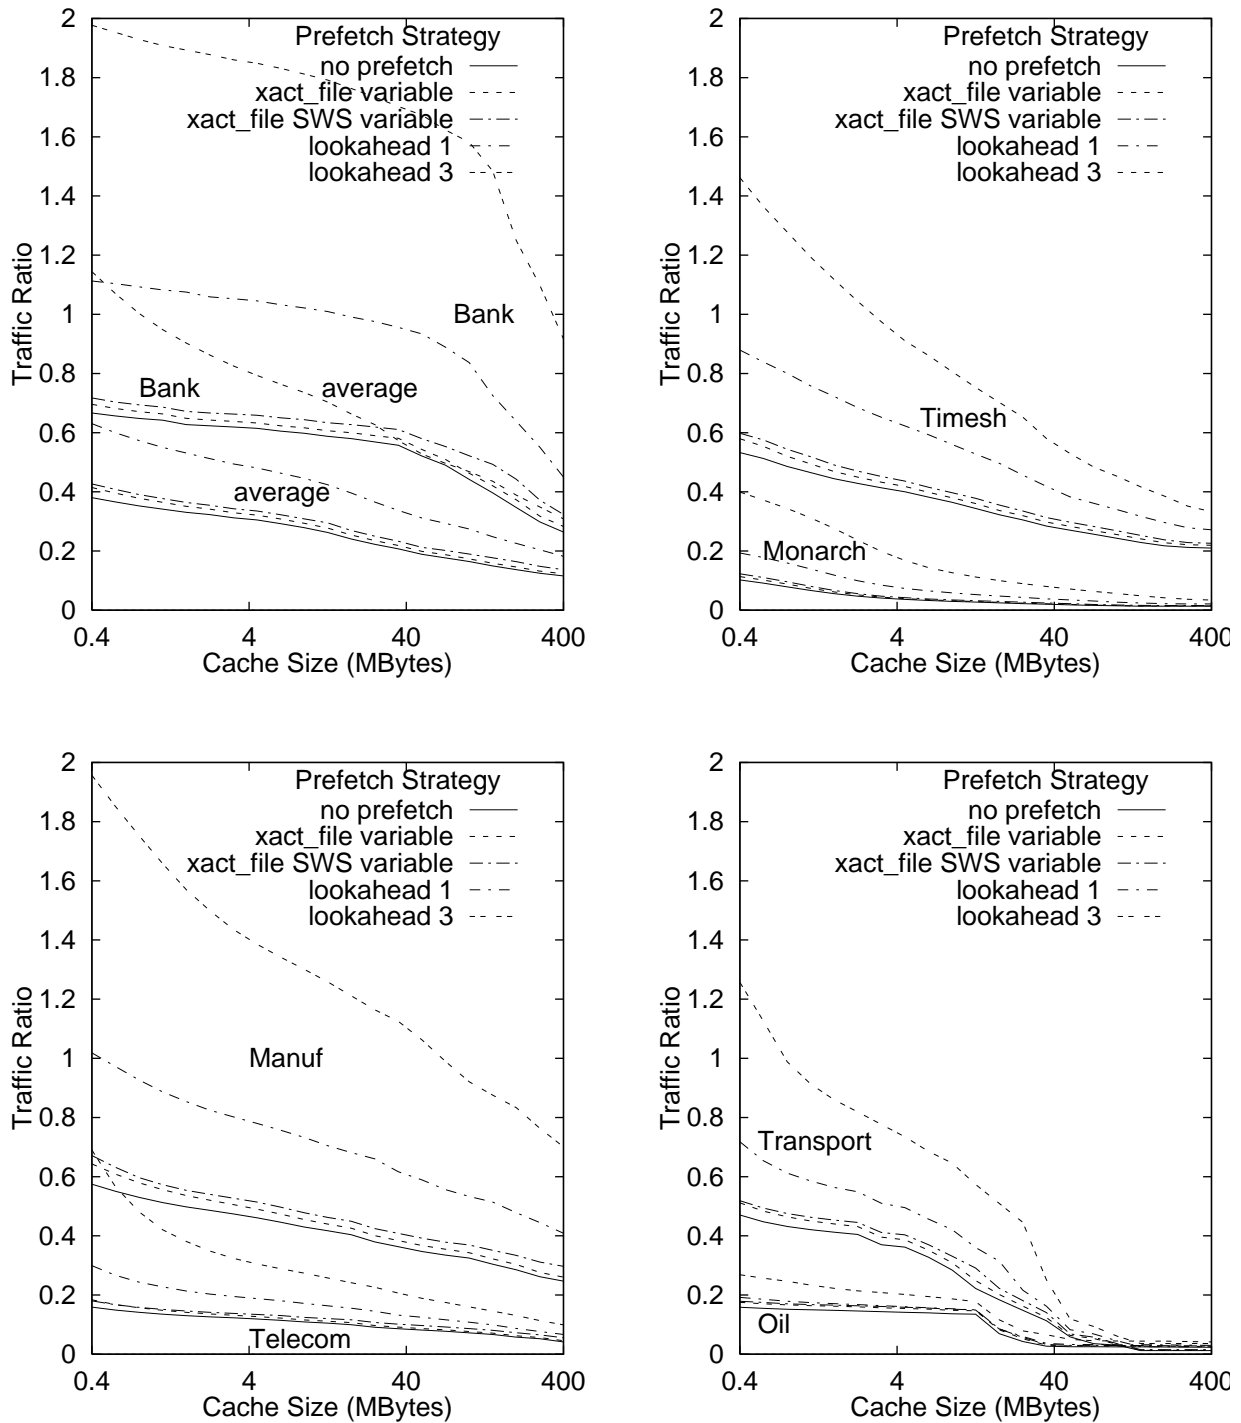 2
1.8
1.6
1.4
1.2
1
0.8
0.6
0.4
0.2
0
Traffic Ratio
Prefetch Strategy
no prefetch
xact_file variable
xact_file SWS variable
lookahead 1
lookahead 3
Bank
Bank
average
average
0.4 4 40 400
Cache Size (MBytes)
2
1.8
1.6
1.4
1.2
1
0.8
0.6
0.4
0.2
0
Traffic Ratio
Prefetch Strategy
no prefetch
xact_file variable
xact_file SWS variable
lookahead 1
lookahead 3
Timesh
Monarch
0.4 4 40 400
Cache Size (MBytes)
2
1.8
1.6
1.4
1.2
1
0.8
0.6
0.4
0.2
0
Traffic Ratio
Prefetch Strategy
no prefetch
xact_file variable
xact_file SWS variable
lookahead 1
lookahead 3
Manuf
Telecom
0.4 4 40 400
Cache Size (MBytes)
2
1.8
1.6
1.4
1.2
1
0.8
0.6
0.4
0.2
0
Traffic Ratio
Prefetch Strategy
no prefetch
xact_file variable
xact_file SWS variable
lookahead 1
lookahead 3
Transport
Oil
0.4 4 40 400
Cache Size (MBytes)